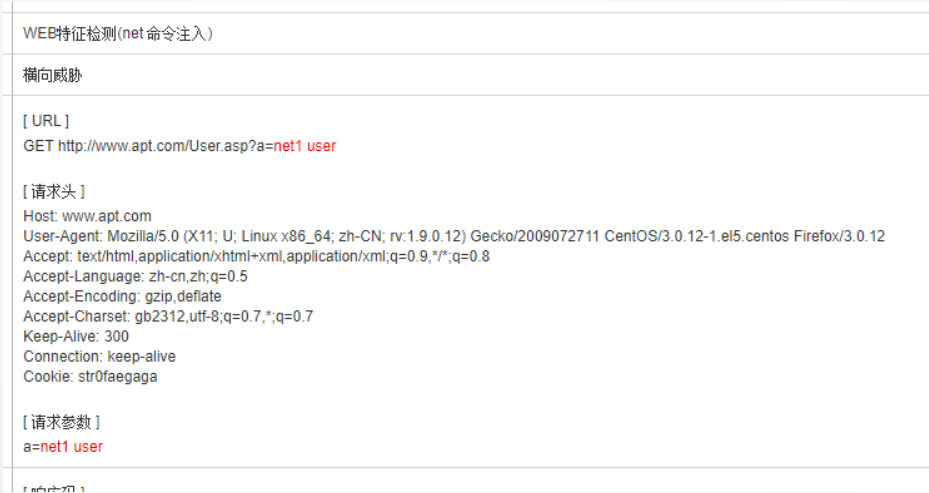 WEB特征检测(net 命令注入)
横向威胁
[ URL ]
GET http://www.apt.com/User.asp?a=net1 user
[ 请求头 ]
Host: www.apt.com
User-Agent: Mozilla/5.0 (X11; U; Linux x86_64; zh-CN; rv:1.9.0.12) Gecko/2009072711 CentOS/3.0.12-1.el5.centos Firefox/3.0.12
Accept: text/html,application/xhtml+xml,application/xml;q=0.9,*/*;q=0.8
Accept-Language: zh-cn,zh;q=0.5
Accept-Encoding: gzip,deflate
Accept-Charset: gb2312,utf-8;q=0.7,*;q=0.7
Keep-Alive: 300
Connection: keep-alive
Cookie: str0faegaga
[ 请求参数 ]
a=net1 user